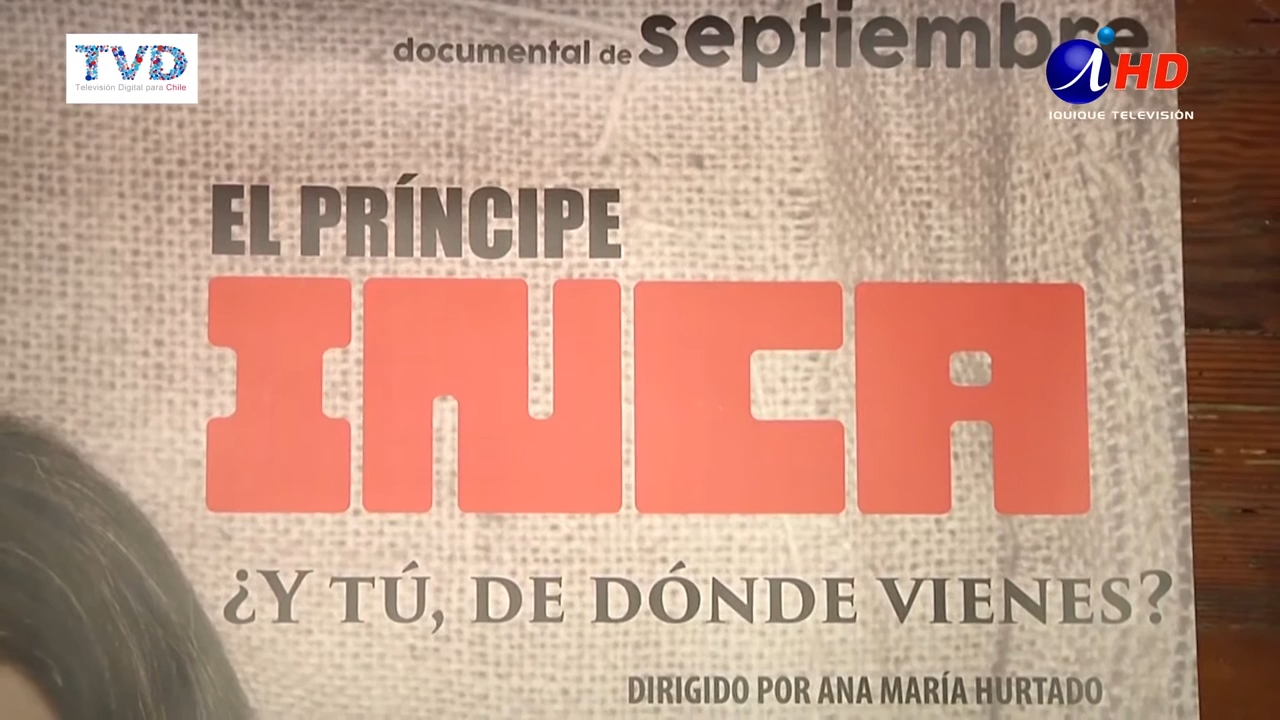 documental de septiembre
TVD
Televisión Digital para Chile
HD
IQUIQUE TELEVISIÓN
EL PRÍNCIPE
INCA
¿Y TÚ, DE DÓNDE VIENES?
DIRIGIDO POR ANA MARÍA HURTADO